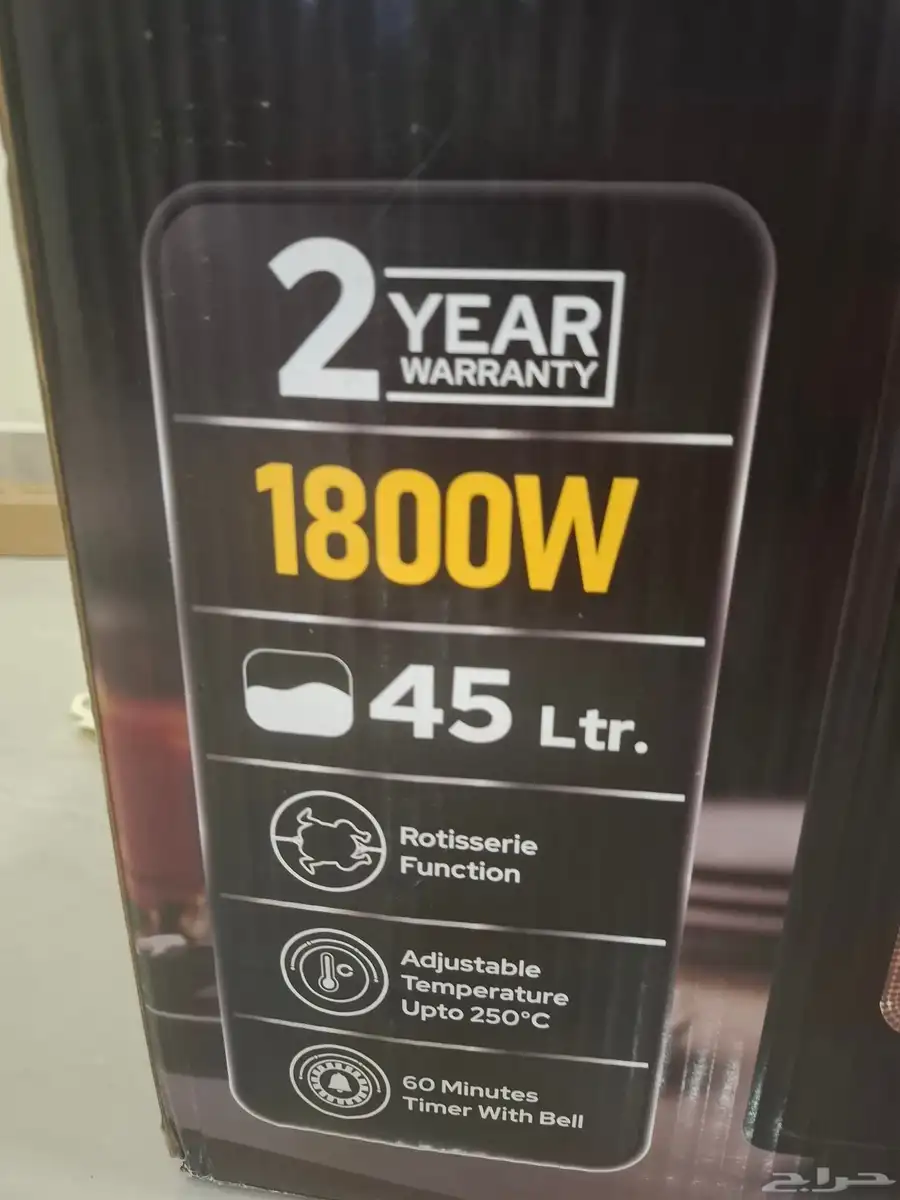 2 YEAR
WARRANTY
1800W
45 Ltr.
Rotisserie
Function
C
Adjustable
Temperature
Upto 250°C
60 Minutes
Timer With Bell
حراج